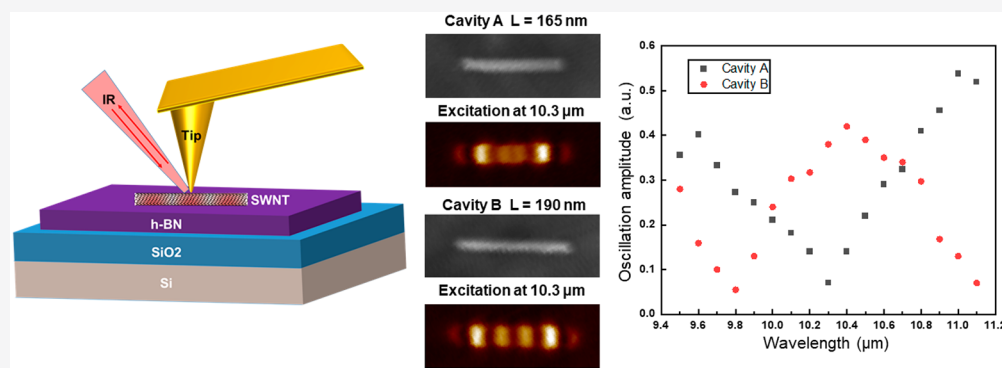 IR
Tip
SWNT
h-BN
SiO2
Si
Cavity A L = 165 nm
Excitation at 10.3 µm
Cavity B L = 190 nm
Excitation at 10.3 µm
Oscillation amplitude (a.u.)
0.6
0.5
0.4
0.3
0.2
0.1
0.0
Cavity A
Cavity B
9.4 9.6 9.8 10.0 10.2 10.4 10.6 10.8 11.0 11.2
Wavelength (µm)